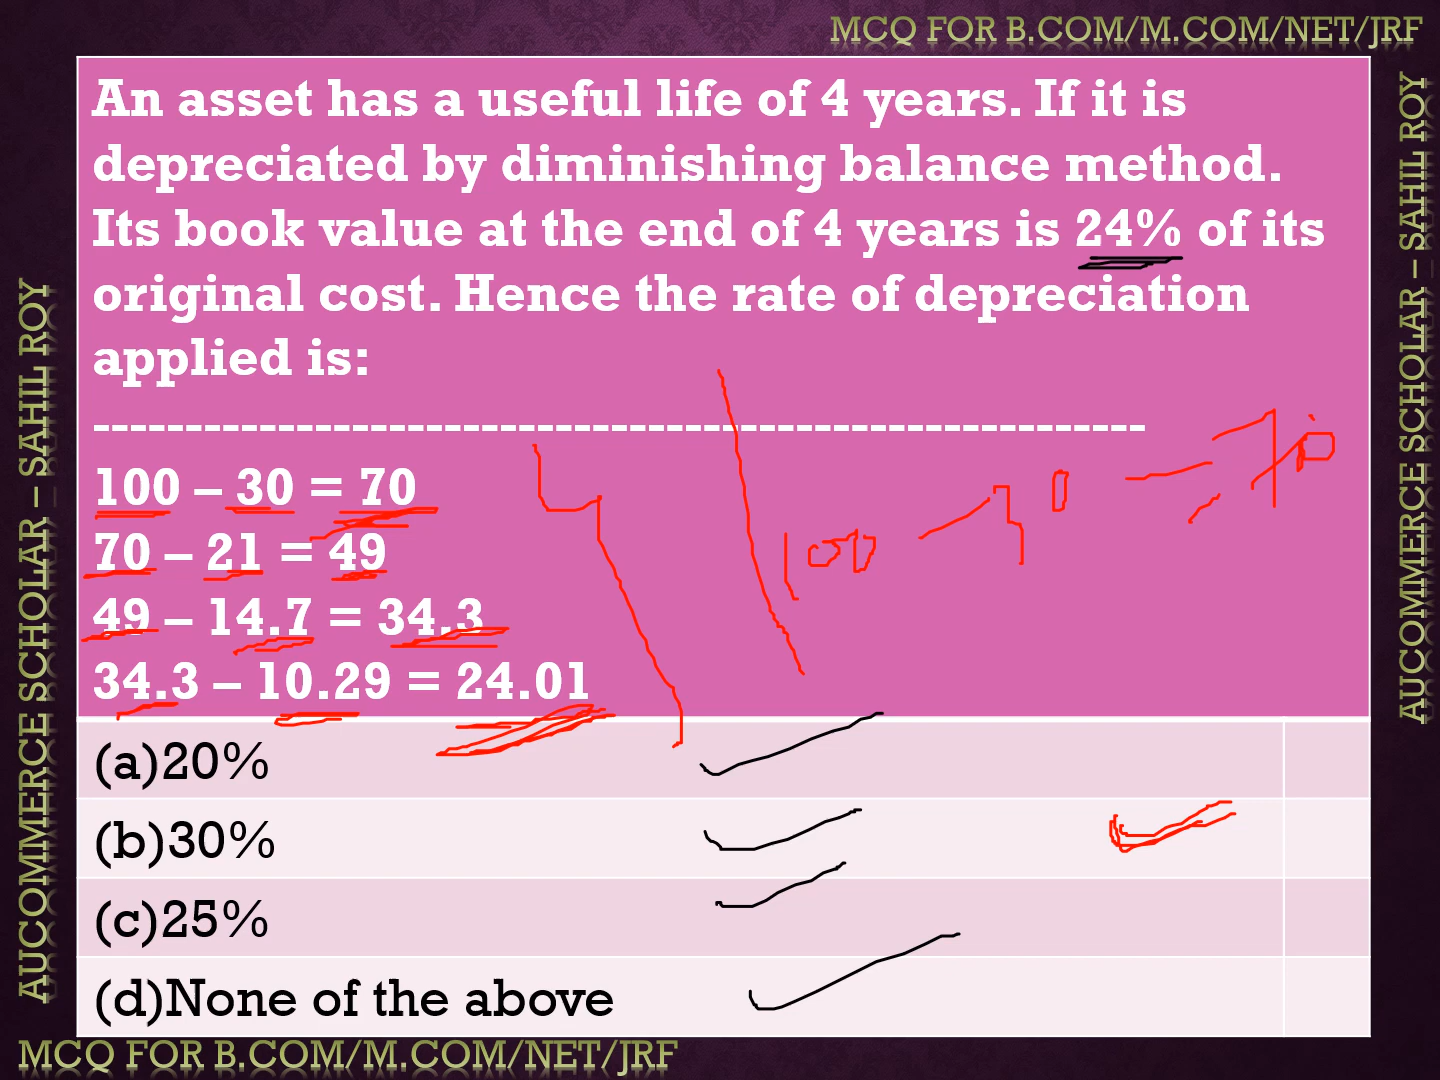 MCQ FOR B.COM/M.COM/NET/JRF
An asset has a useful life of 4 years. If it is
depreciated by diminishing balance method.
Its book value at the end of 4 years is 24% of its
original cost. Hence the rate of depreciation
applied is:
---------------------------------------------------------
100 – 30 = 70
70 – 21 = 49
49 – 14.7 = 34.3
34.3 – 10.29 = 24.01
100
70
(a)20%
(b)30%
(c)25%
(d)None of the above
AUCOMMERCE SCHOLAR – SAHIL ROY
AUCOMMERCE SCHOLAR – SAHIL ROY
MCQ FOR B.COM/M.COM/NET/JRF